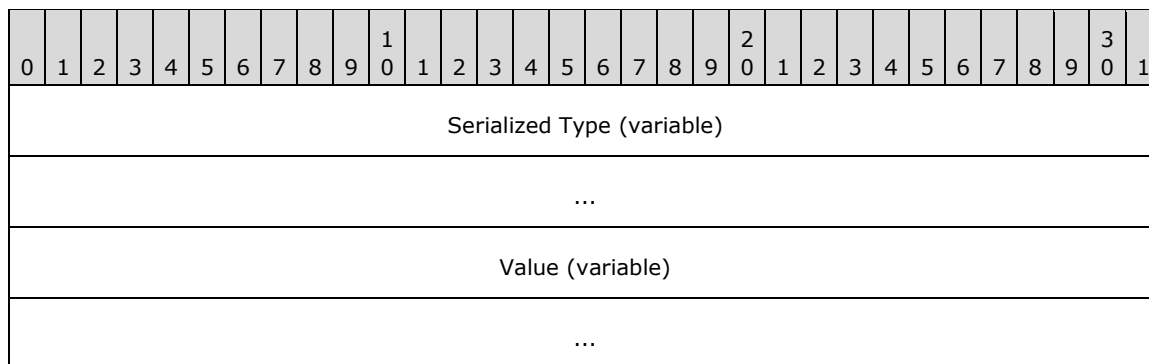 1 2 3
0 1 2 3 4 5 6 7 8 9 0 1 2 3 4 5 6 7 8 9 0 1 2 3 4 5 6 7 8 9 0 1
Serialized Type (variable)
...
Value (variable)
...